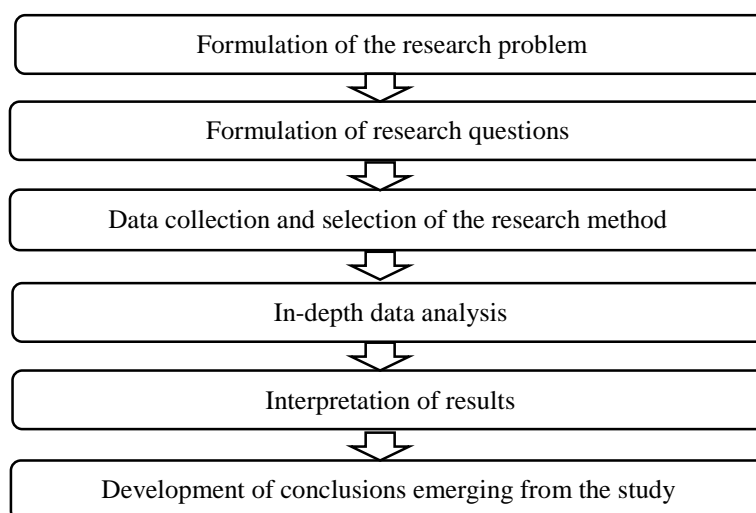 Formulation of the research problem
Formulation of research questions
Data collection and selection of the research method
In-depth data analysis
Interpretation of results
Development of conclusions emerging from the study